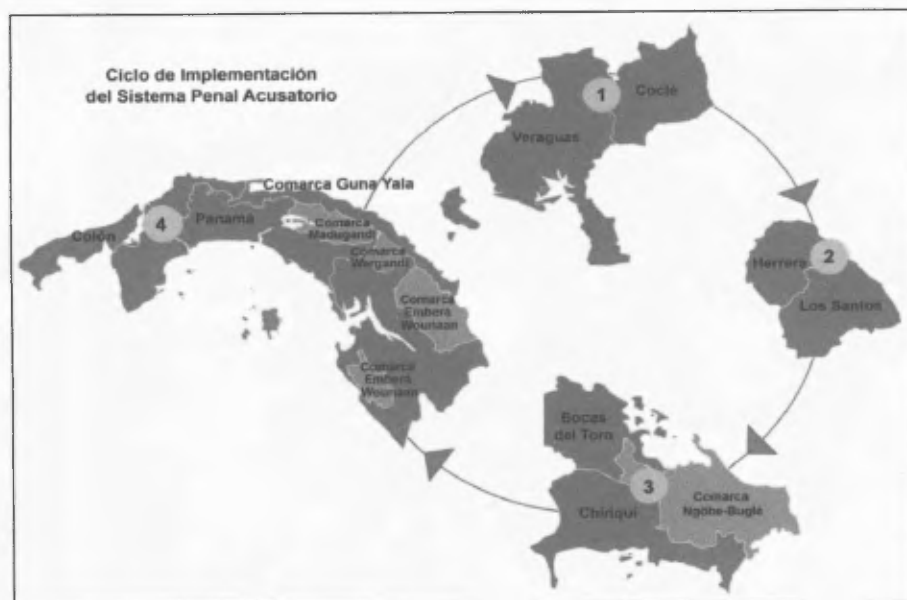 Ciclo de Implementación
del Sistema Penal Acusatorio
1
Coclé
Veraguas
2
Herrera
Los Santos
3
Bocas
del Toro
Chiriquí
Comarca
Ngöbe-Buglé
4
Colón
Panamá
Comarca Guna Yala
Comarca
Madugandí
Comarca
Wargandí
Comarca
Emberá
Wounaan
Comarca
Emberá
Wounaan